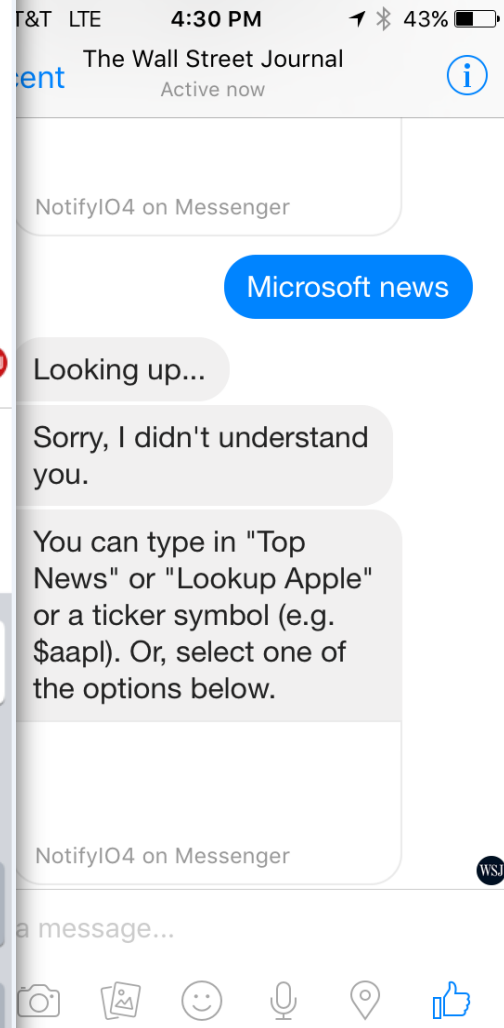 T&T LTE 4:30 PM 43%
cent The Wall Street Journal
Active now
NotifyIO4 on Messenger
Microsoft news
Looking up...
Sorry, I didn't understand
you.
You can type in "Top
News" or "Lookup Apple"
or a ticker symbol (e.g.
$aapl). Or, select one of
the options below.
NotifyIO4 on Messenger
WSJ
a message...